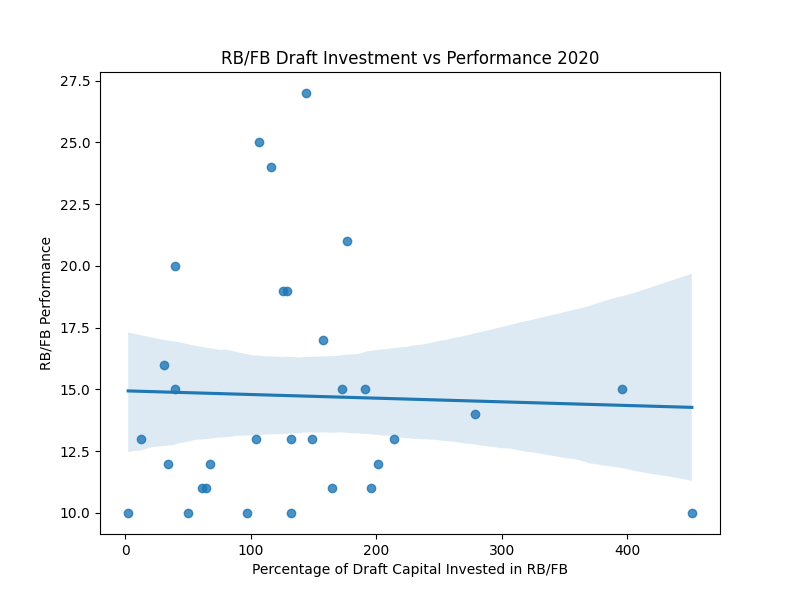 RB/FB Draft Investment vs Performance 2020
27.5
25.0
22.5
20.0
17.5
15.0
12.5
10.0
RB/FB Performance
0 100 200 300 400
Percentage of Draft Capital Invested in RB/FB